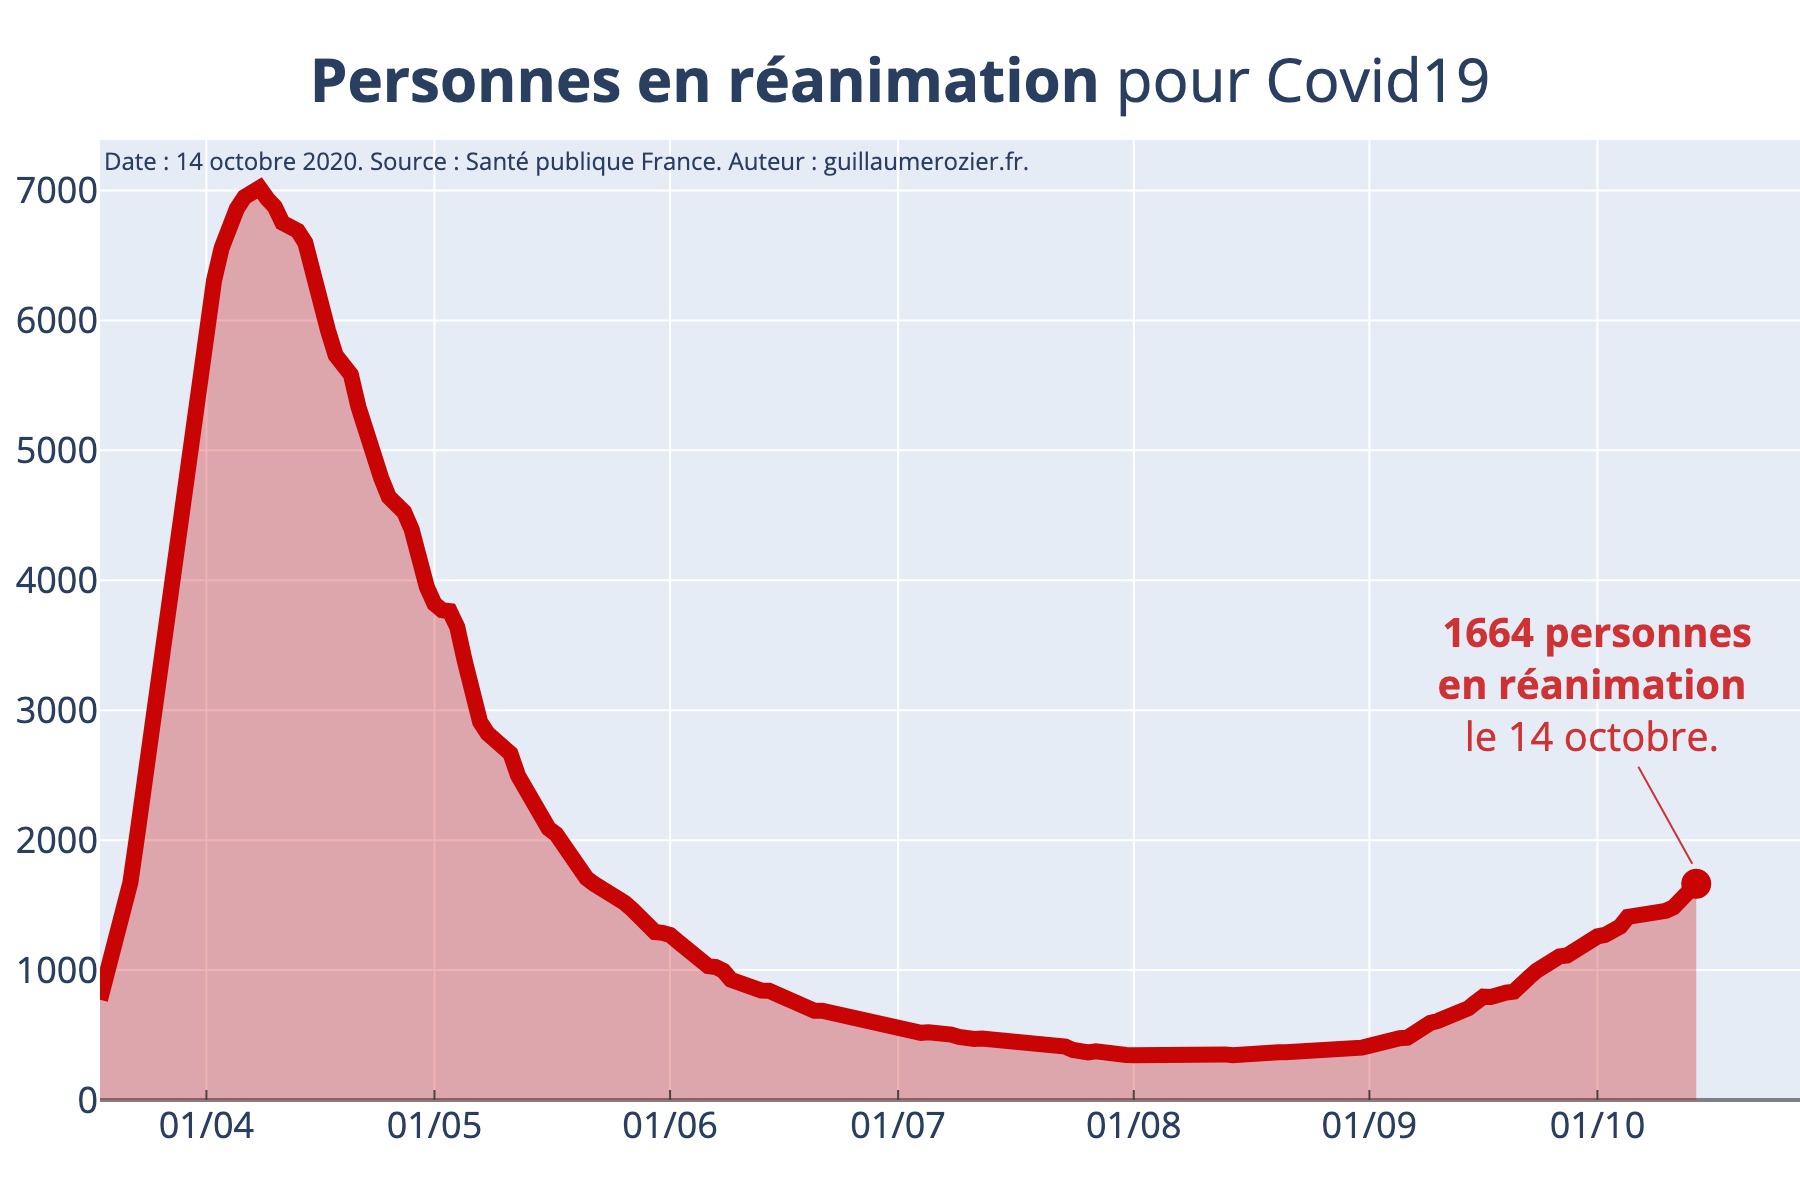 Personnes en réanimation pour Covid19
Date : 14 octobre 2020. Source : Santé publique France. Auteur : guillaumerozier.fr.
7000
6000
5000
4000
3000
2000
1000
0
1664 personnes
en réanimation
le 14 octobre.
01/04 01/05 01/06 01/07 01/08 01/09 01/10